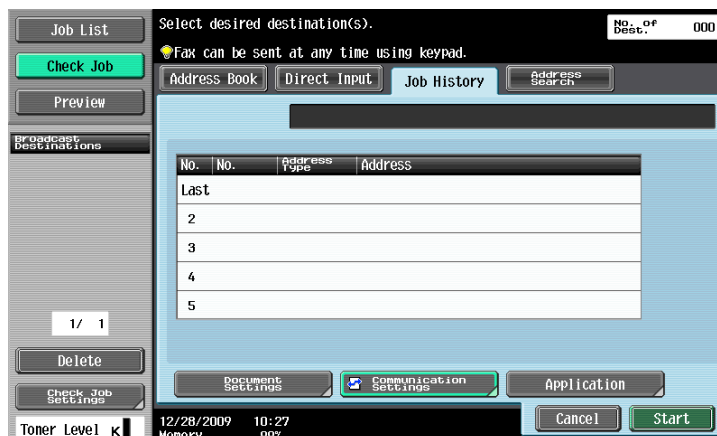 Job List
Check Job
Preview
Broadcast
Destinations
1/ 1
Delete
Check Job
Settings
Toner Level K
Select desired destination(s).
No. of
Dest.
000
Fax can be sent at any time using keypad.
Address Book
Direct Input
Job History
Address
Search
No. No. Address
Type Address
Last
2
3
4
5
Document
Settings
Communication
Settings
Application
12/28/2009 10:27
Memory 99%
Cancel
Start